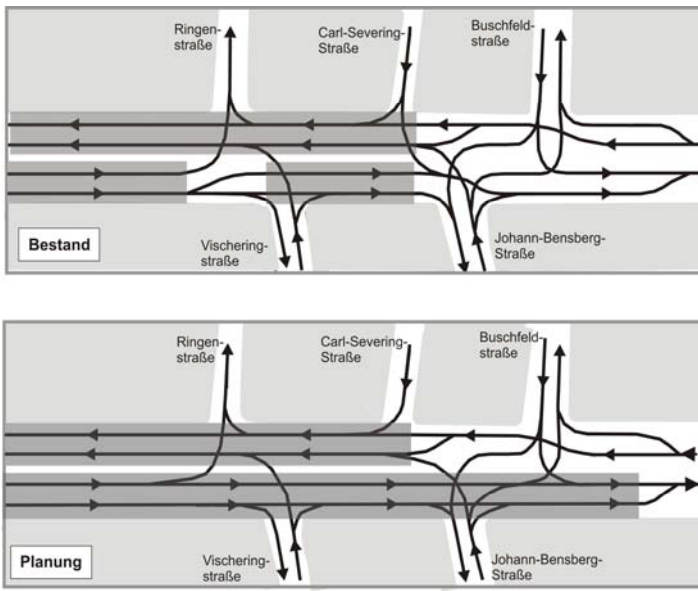 Ringen-
straße
Carl-Severing-
Straße
Buschfeld-
straße
Bestand
Vischering-
straße
Johann-Bensberg-
Straße
Ringen-
straße
Carl-Severing-
Straße
Buschfeld-
straße
Planung
Vischering-
straße
Johann-Bensberg-
Straße